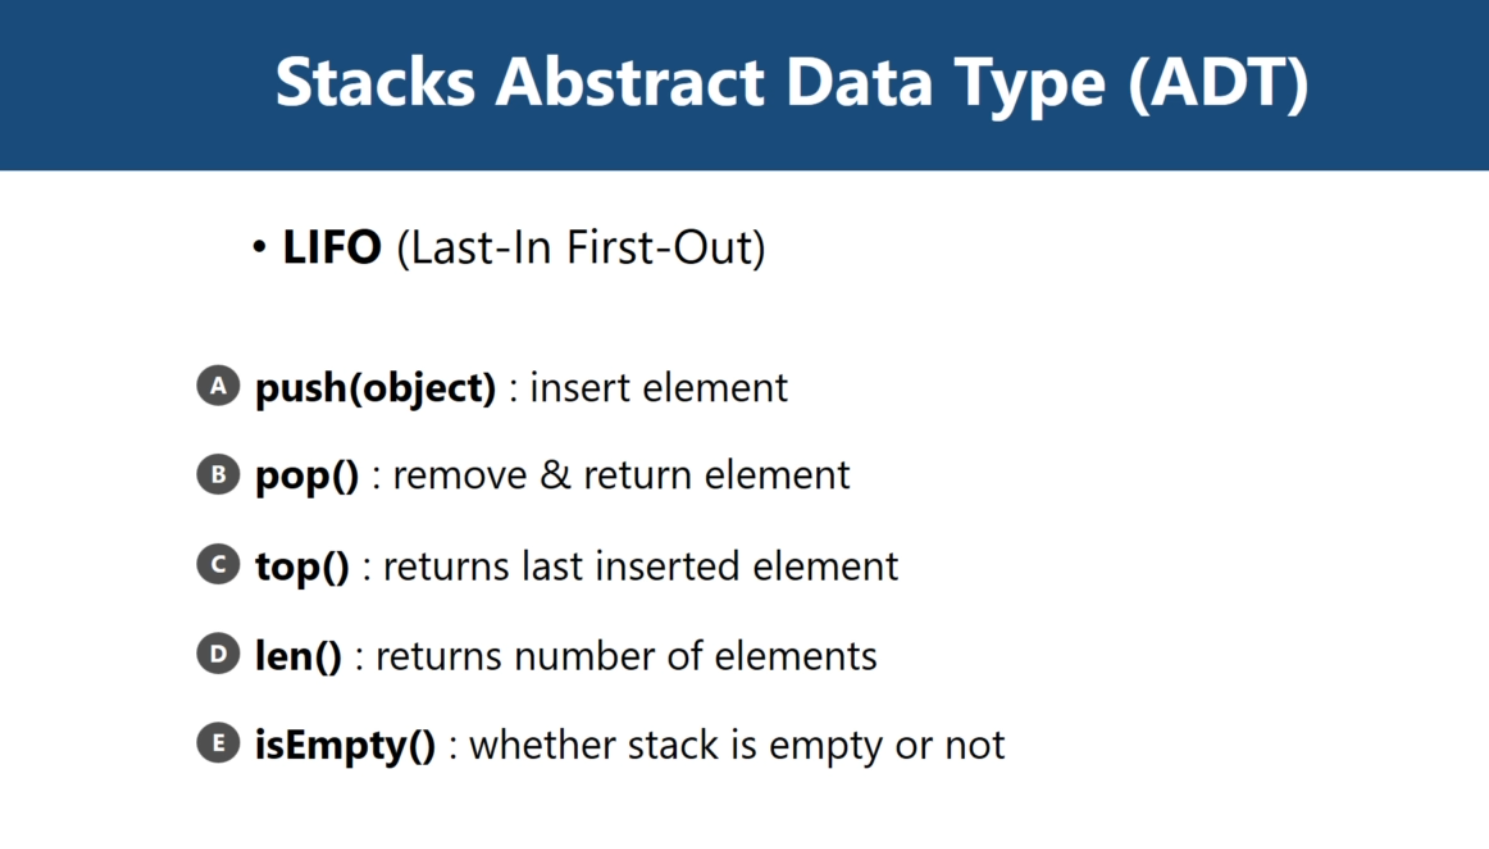 Stacks Abstract Data Type (ADT)
• LIFO (Last-In First-Out)
A push(object) : insert element
B pop() : remove & return element
C top() : returns last inserted element
D len() : returns number of elements
E isEmpty() : whether stack is empty or not